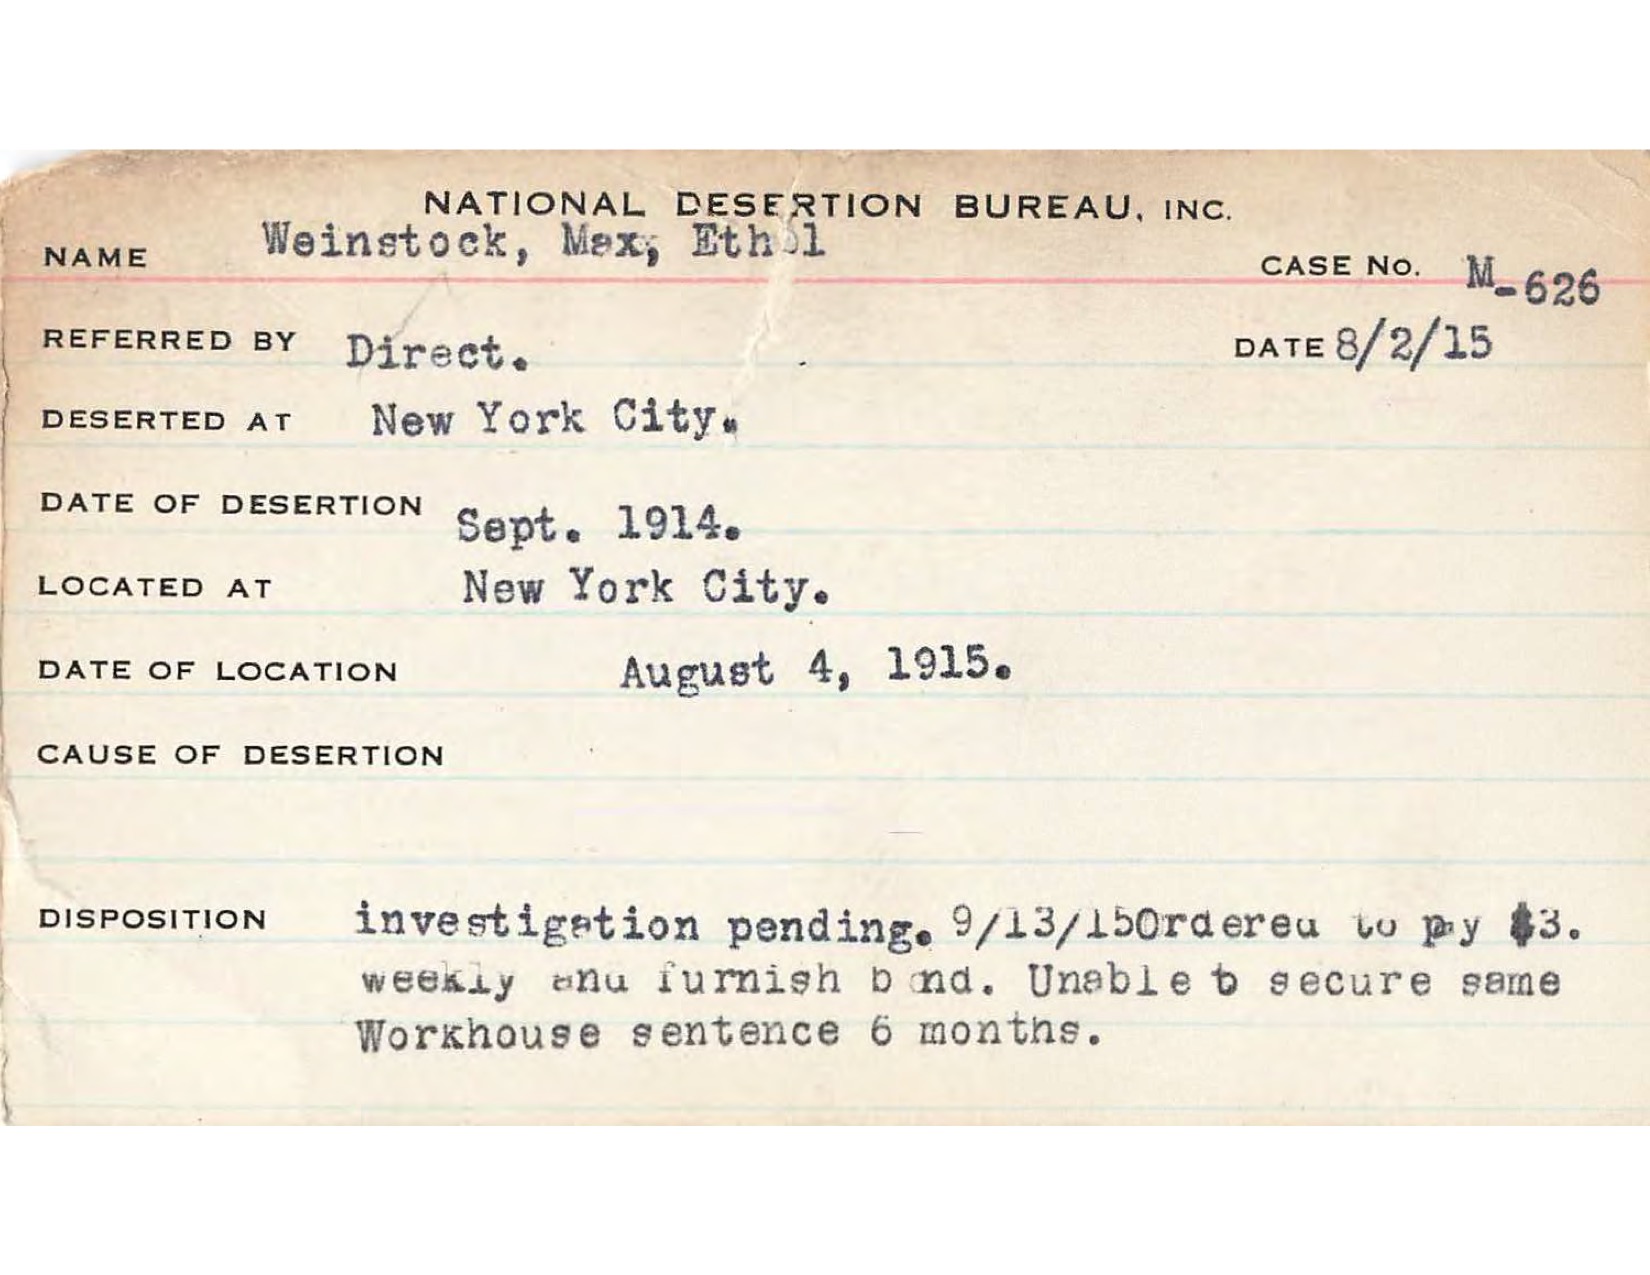 NATIONAL DESERTION BUREAU, INC.
NAME Weinstock, Max, Ethel
CASE No. M-626
REFERRED BY Direct.
DATE 8/2/15
DESERTED AT New York City.
DATE OF DESERTION Sept. 1914.
LOCATED AT New York City.
DATE OF LOCATION August 4, 1915.
CAUSE OF DESERTION
DISPOSITION investigation pending. 9/13/15Ordered to pay $3.
weekly and furnish bond. Unable to secure same
Workhouse sentence 6 months.